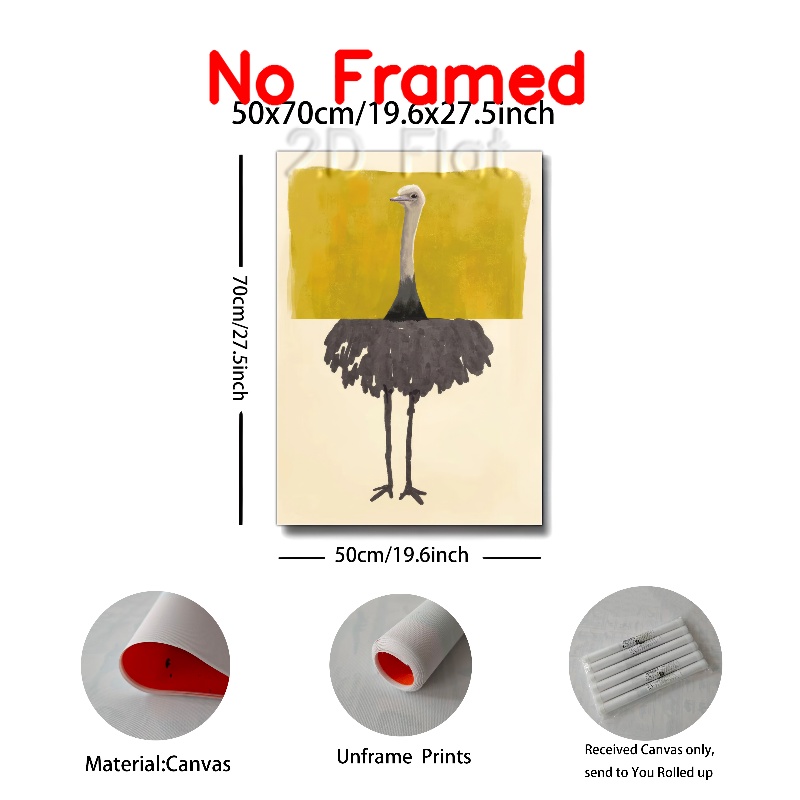 No Framed
50x70cm/19.6x27.5inch
2D Flat
70cm/27.5inch
50cm/19.6inch
Material:Canvas
Unframe Prints
Received Canvas only,
send to You Rolled up